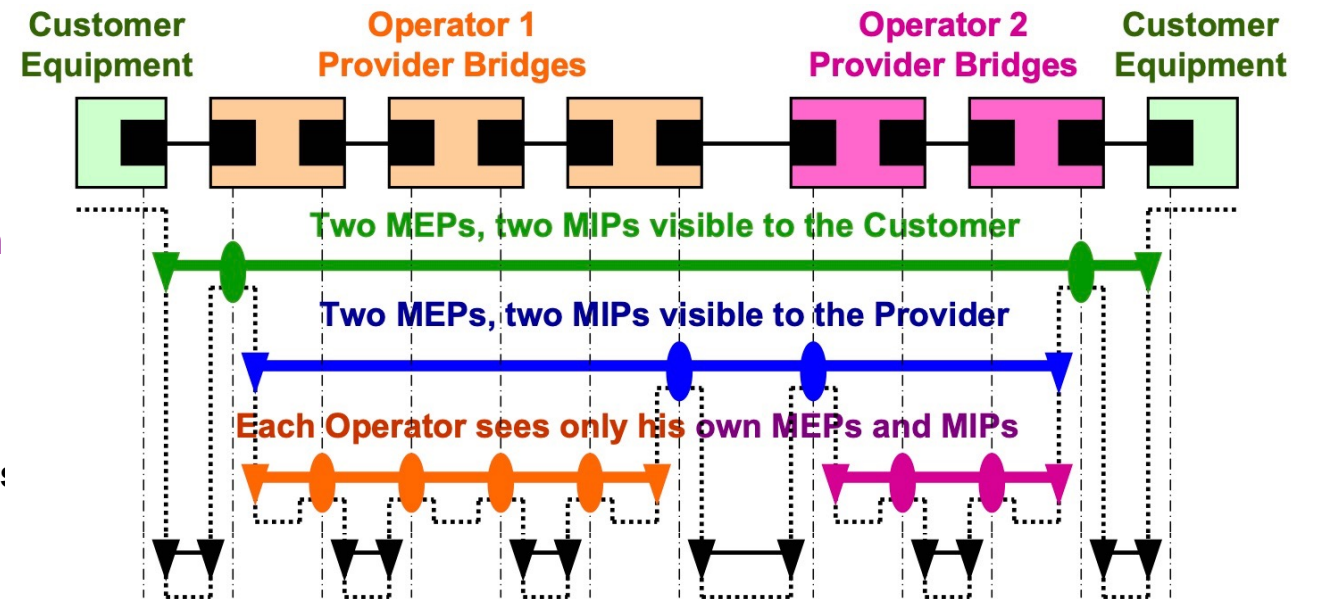 Customer
Equipment
Operator 1
Provider Bridges
Operator 2
Provider Bridges
Customer
Equipment
Two MEPs, two MIPs visible to the Customer
Two MEPs, two MIPs visible to the Provider
Each Operator sees only his own MEPs and MIPs